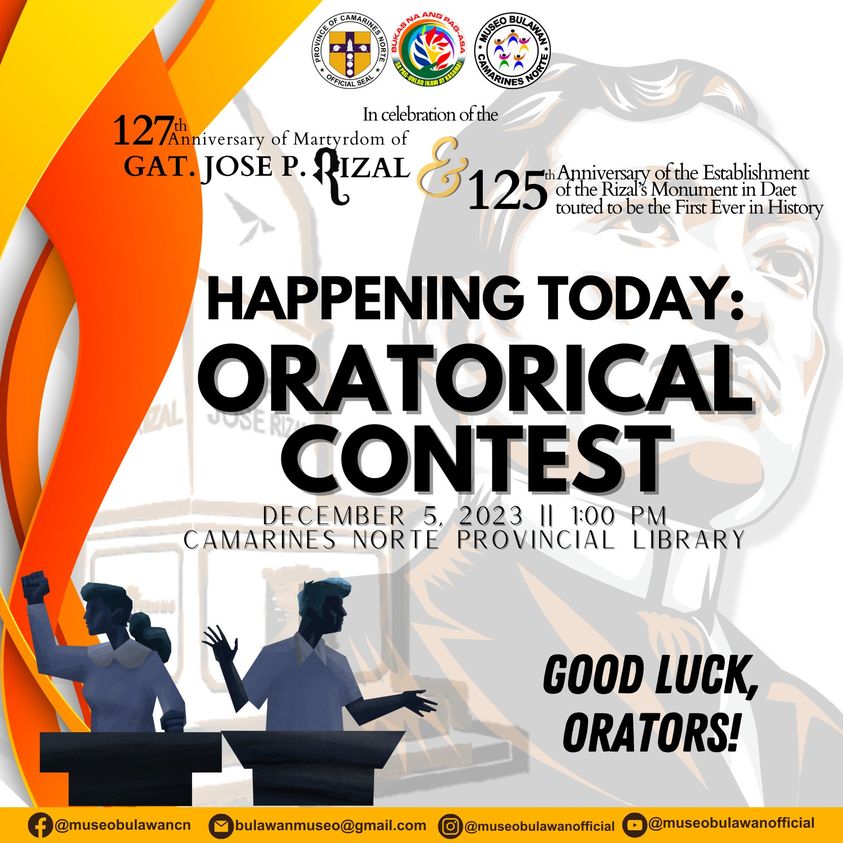 PROVINCE OF CAMARINES NORTE
OFFICIAL SEAL
BUKAS NA ANG PAG-ASA
MUSEO BULAWAN
CAMARINES NORTE
In celebration of the
127th Anniversary of Martyrdom of
GAT. JOSE P. RIZAL
&
125th Anniversary of the Establishment
of the Rizal's Monument in Daet
touted to be the First Ever in History
HAPPENING TODAY:
ORATORICAL
CONTEST
DECEMBER 5, 2023 || 1:00 PM
CAMARINES NORTE PROVINCIAL LIBRARY
RIZAL
JOSE RIZAL
GOOD LUCK,
ORATORS!
@museobulawancn
bulawanmuseo@gmail.com
@museobulawanofficial
@museobulawanofficial